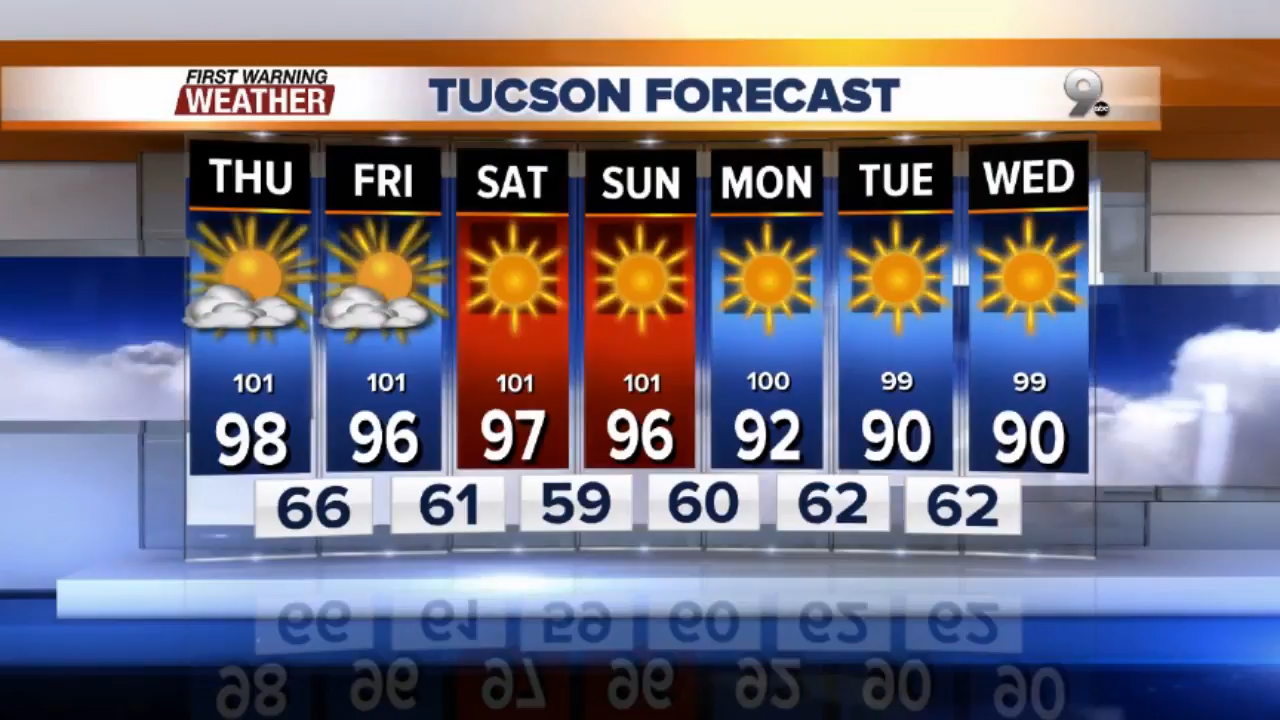 FIRST WARNING
WEATHER
TUCSON FORECAST
9
abc
THU FRI SAT SUN MON TUE WED
101 101 101 101 100 99 99
98 96 97 96 92 90 90
66 61 59 60 62 62